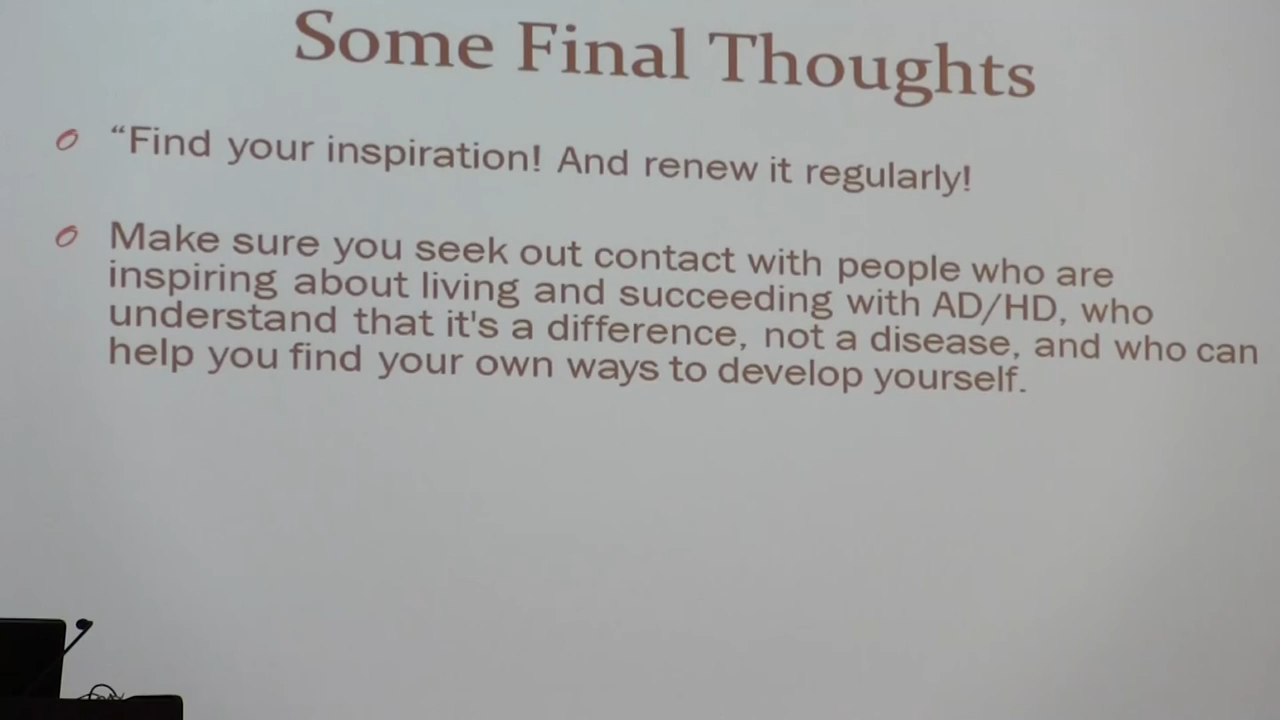 Some Final Thoughts
“Find your inspiration! And renew it regularly!
Make sure you seek out contact with people who are
inspiring about living and succeeding with AD/HD, who
understand that it's a difference, not a disease, and who can
help you find your own ways to develop yourself.